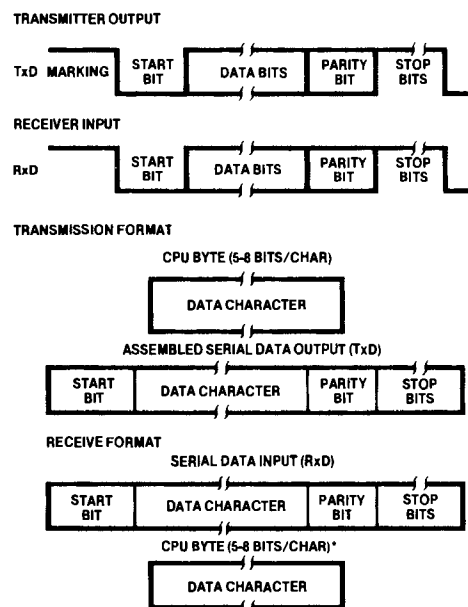 TRANSMITTER OUTPUT
TxD MARKING
START BIT
DATA BITS
PARITY BIT
STOP BITS
RECEIVER INPUT
RxD
START BIT
DATA BITS
PARITY BIT
STOP BITS
TRANSMISSION FORMAT
CPU BYTE (5-8 BITS/CHAR)
DATA CHARACTER
ASSEMBLED SERIAL DATA OUTPUT (TxD)
START BIT
DATA CHARACTER
PARITY BIT
STOP BITS
RECEIVE FORMAT
SERIAL DATA INPUT (RxD)
START BIT
DATA CHARACTER
PARITY BIT
STOP BITS
CPU BYTE (5-8 BITS/CHAR)*
DATA CHARACTER